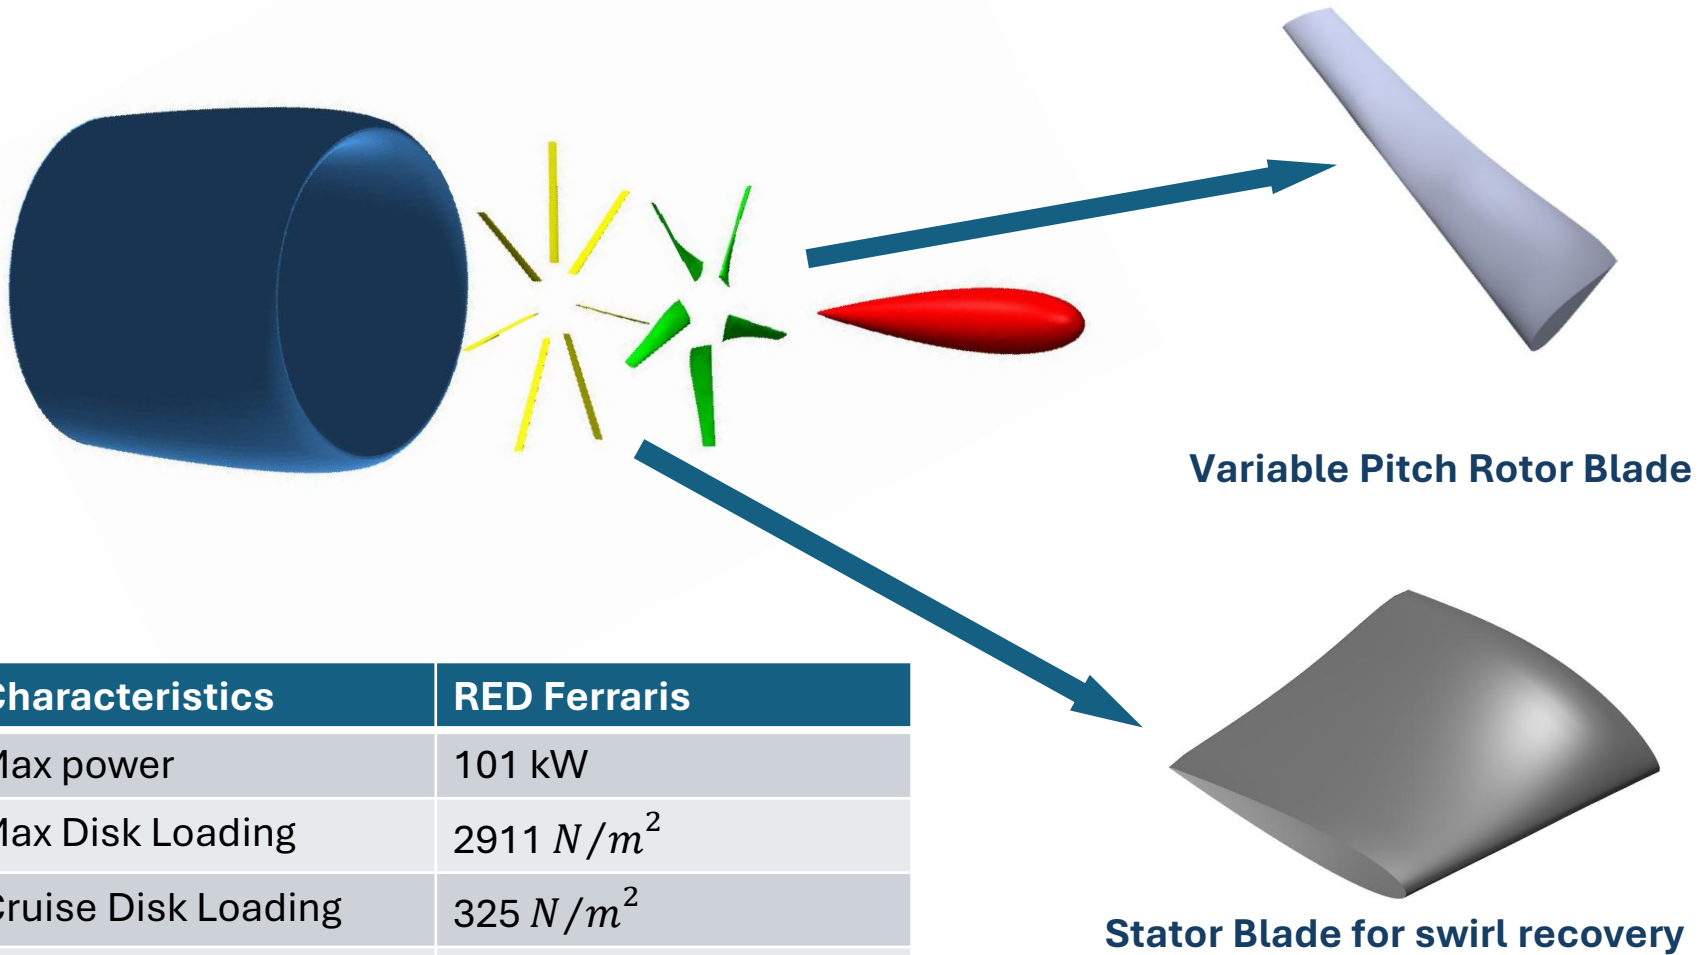 Variable Pitch Rotor Blade
Characteristics RED Ferraris
Max power 101 kW
Max Disk Loading 2911 N/m²
Cruise Disk Loading 325 N/m²
Stator Blade for swirl recovery